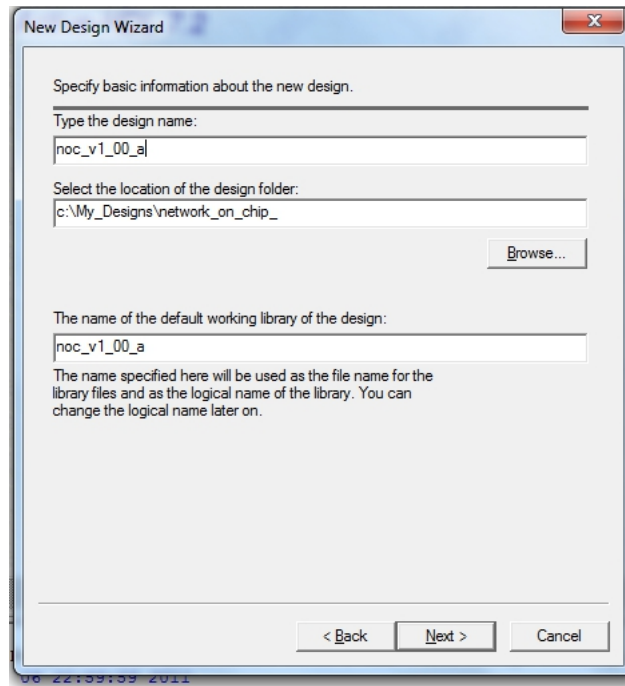 7.2
New Design Wizard
Specify basic information about the new design.
Type the design name:
noc_v1_00_a
Select the location of the design folder:
c:\My_Designs\network_on_chip_
Browse...
The name of the default working library of the design:
noc_v1_00_a
The name specified here will be used as the file name for the
library files and as the logical name of the library. You can
change the logical name later on.
< Back
Next >
Cancel
06 22:59:59 2011